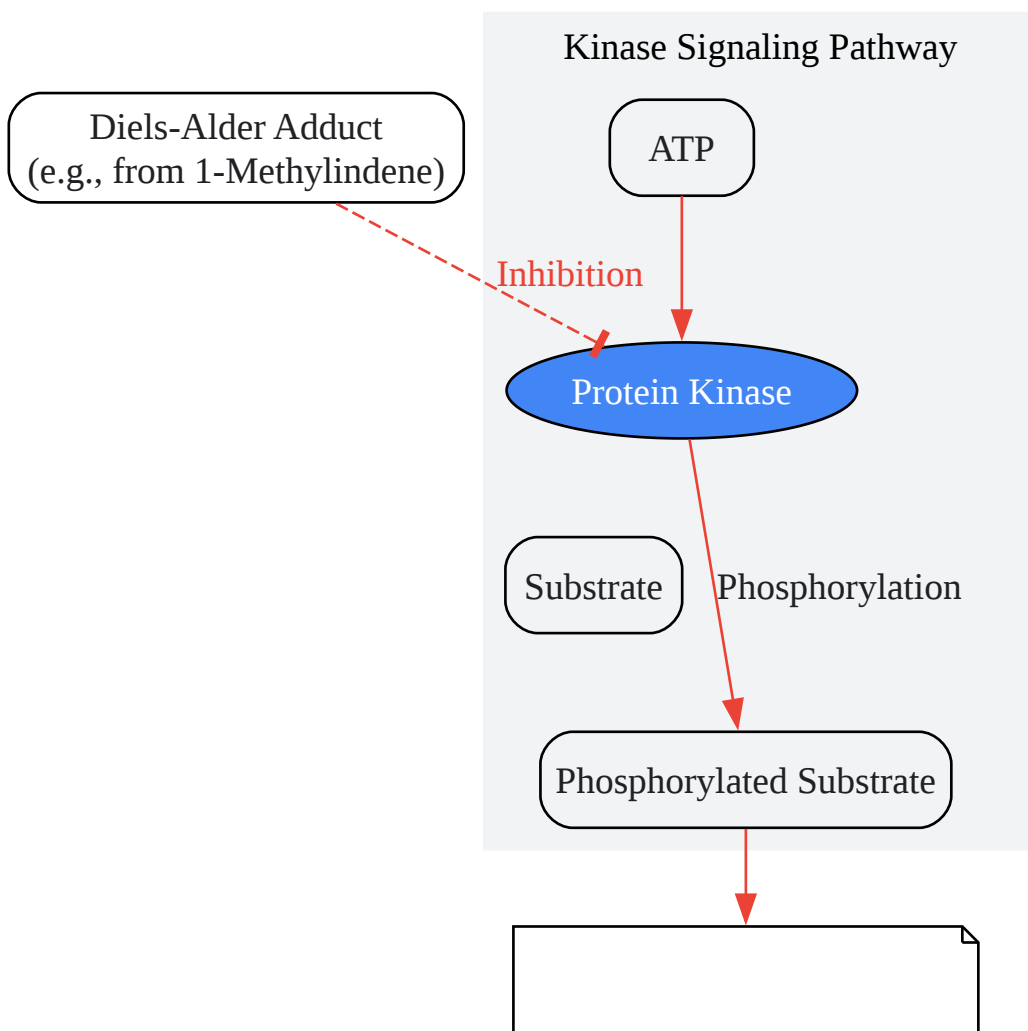 Kinase Signaling Pathway
Diels-Alder Adduct
(e.g., from 1-Methylindene)
ATP
Inhibition
Protein Kinase
Substrate
Phosphorylation
Phosphorylated Substrate